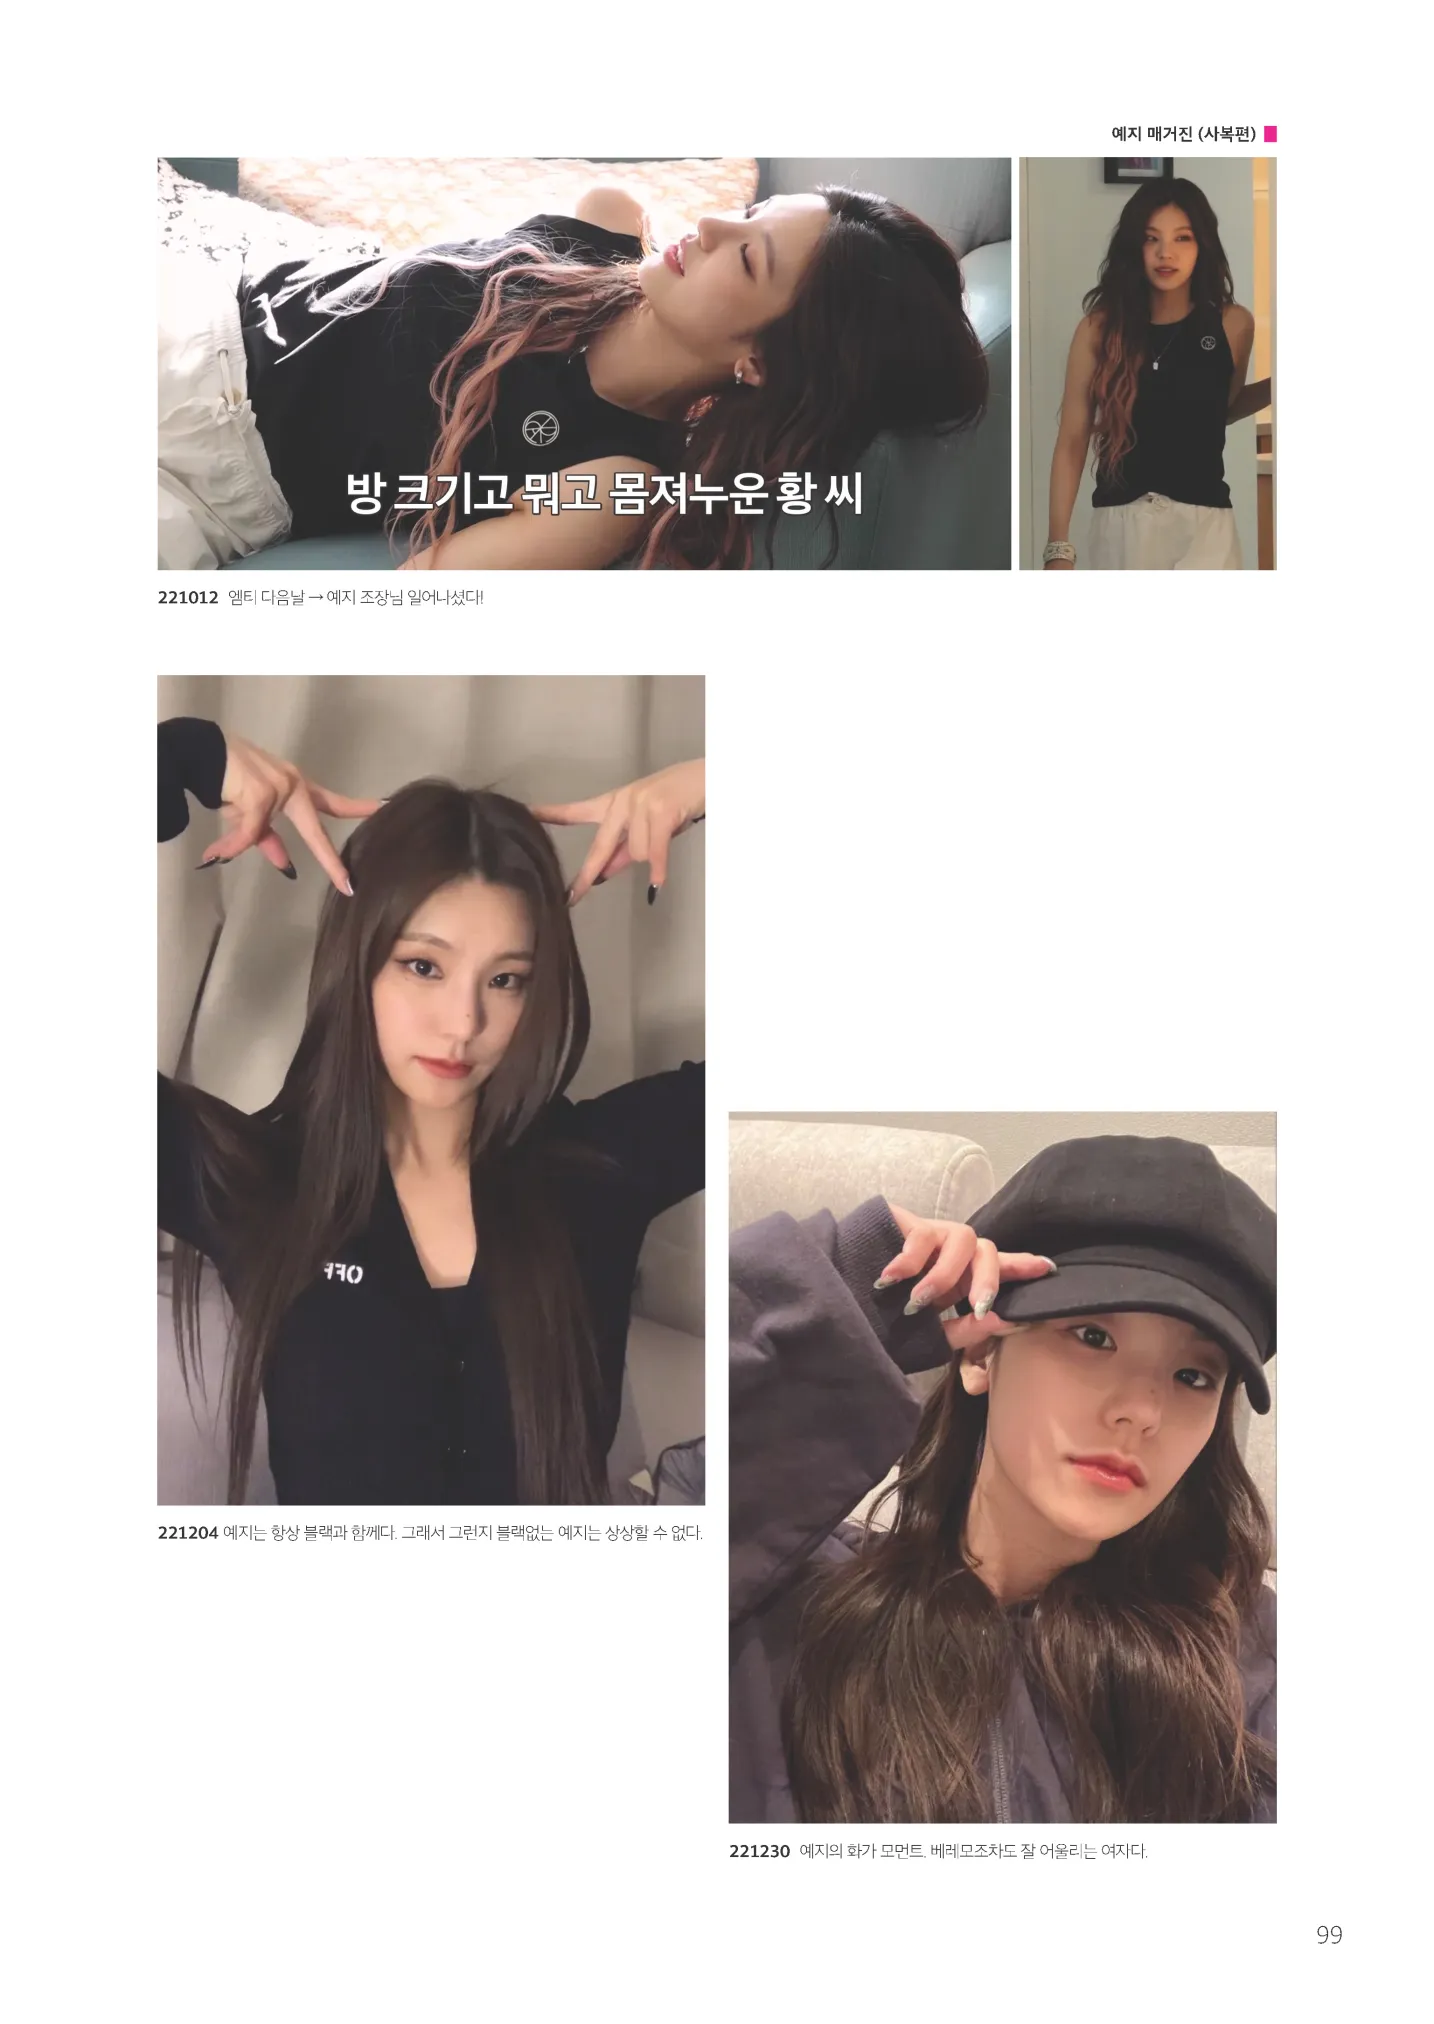 예지 매거진 (사복편)
방 크기고 뭐고 몸져누운 황 씨
221012 엠티 다음날 → 예지 조장님 일어나셨다!
OFF
221204 예지는 항상 블랙과 함께다. 그래서 그런지 블랙없는 예지는 상상할 수 없다.
221230 예지의 화가 모먼트. 베레모조차도 잘 어울리는 여자다.
99